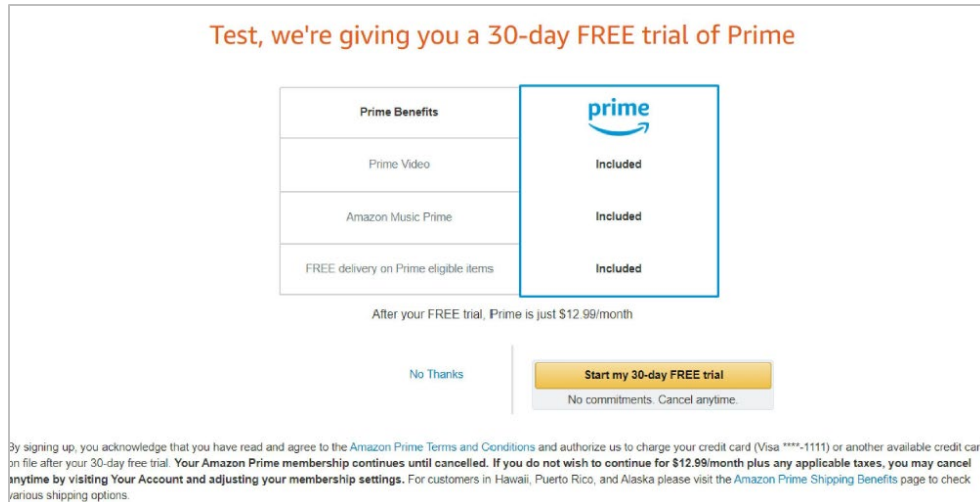 Test, we're giving you a 30-day FREE trial of Prime
Prime Benefits
prime
Prime Video
Included
Amazon Music Prime
Included
FREE delivery on Prime eligible items
Included
After your FREE trial, Prime is just $12.99/month
No Thanks
Start my 30-day FREE trial
No commitments. Cancel anytime.
By signing up, you acknowledge that you have read and agree to the Amazon Prime Terms and Conditions and authorize us to charge your credit card (Visa ****-1111) or another available credit car
on file after your 30-day free trial. Your Amazon Prime membership continues until cancelled. If you do not wish to continue for $12.99/month plus any applicable taxes, you may cancel
anytime by visiting Your Account and adjusting your membership settings. For customers in Hawaii, Puerto Rico, and Alaska please visit the Amazon Prime Shipping Benefits page to check
various shipping options.